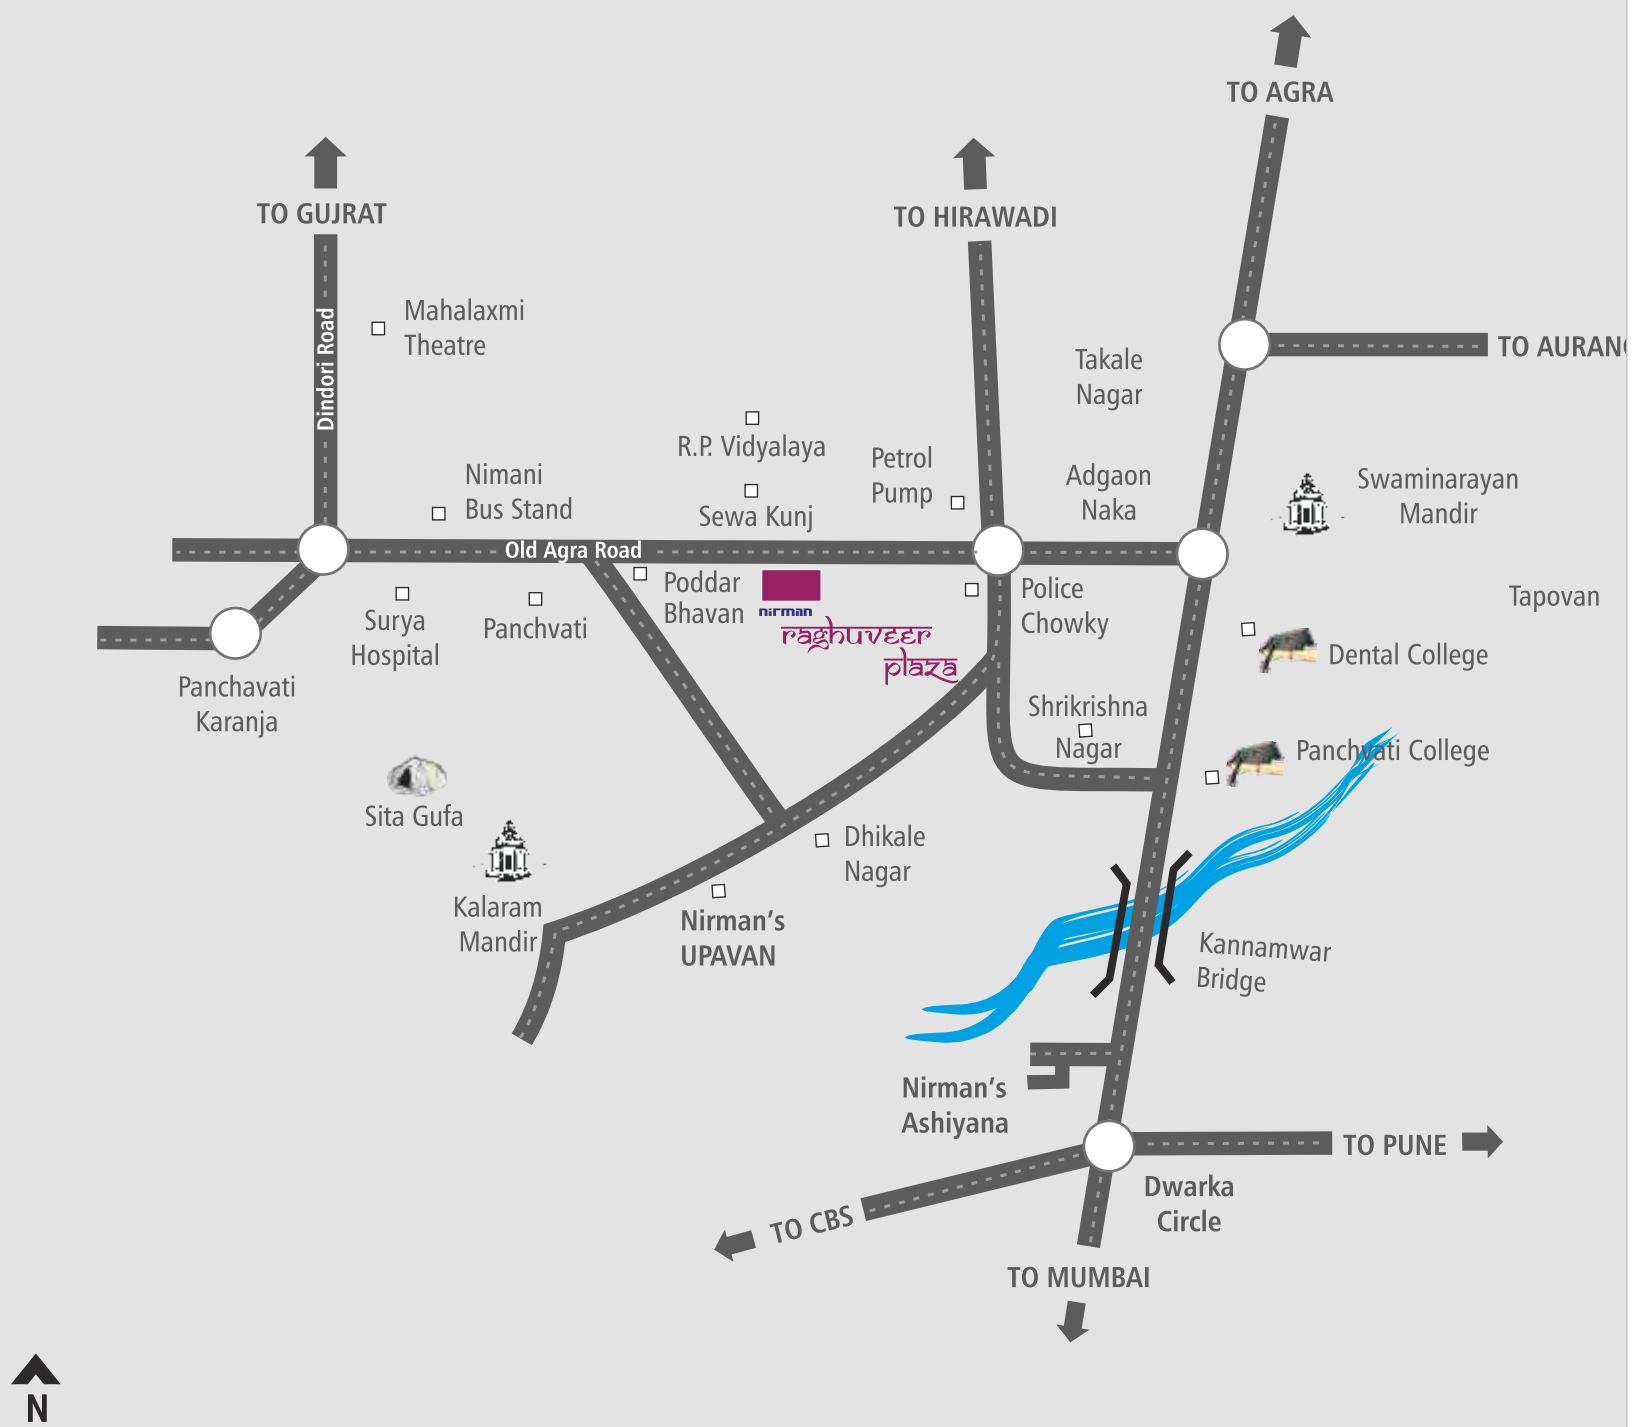 TO AGRA
TO GUJRAT
TO HIRAWADI
Dindori Road
Mahalaxmi
Theatre
TO AURANG
Takale
Nagar
R.P. Vidyalaya
Petrol
Pump
Nimani
Bus Stand
Sewa Kunj
Adgaon
Naka
Swaminarayan
Mandir
Old Agra Road
Poddar
Bhavan
nirman
raghuveer
plaza
Police
Chowky
Tapovan
Surya
Hospital
Panchvati
Dental College
Panchavati
Karanja
Shrikrishna
Nagar
Panchvati College
Sita Gufa
Dhikale
Nagar
Kalaram
Mandir
Nirman's
UPAVAN
Kannamwar
Bridge
Nirman's
Ashiyana
TO PUNE
Dwarka
Circle
TO CBS
TO MUMBAI
N